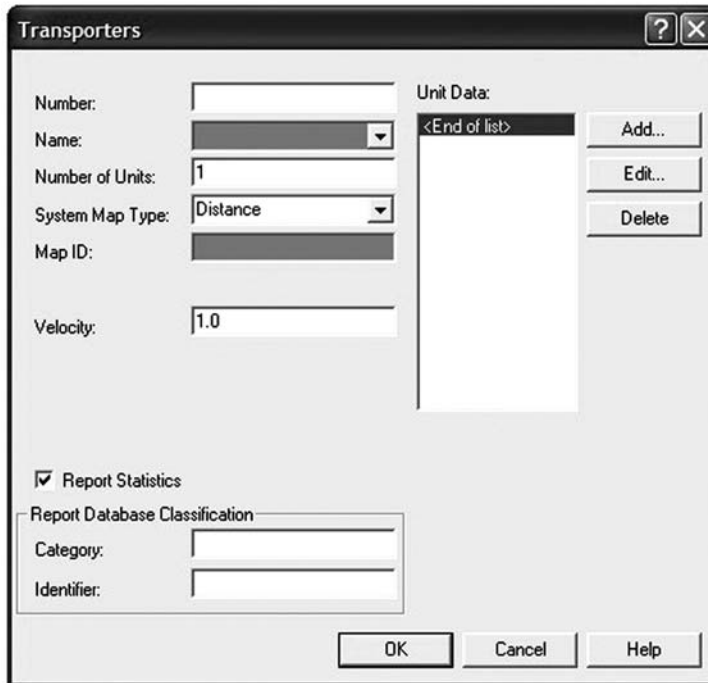 Transporters
Number:
Name:
Number of Units: 1
System Map Type: Distance
Map ID:
Velocity: 1.0
Unit Data:
<End of list>
Add...
Edit...
Delete
Report Statistics
Report Database Classification
Category:
Identifier:
OK Cancel Help